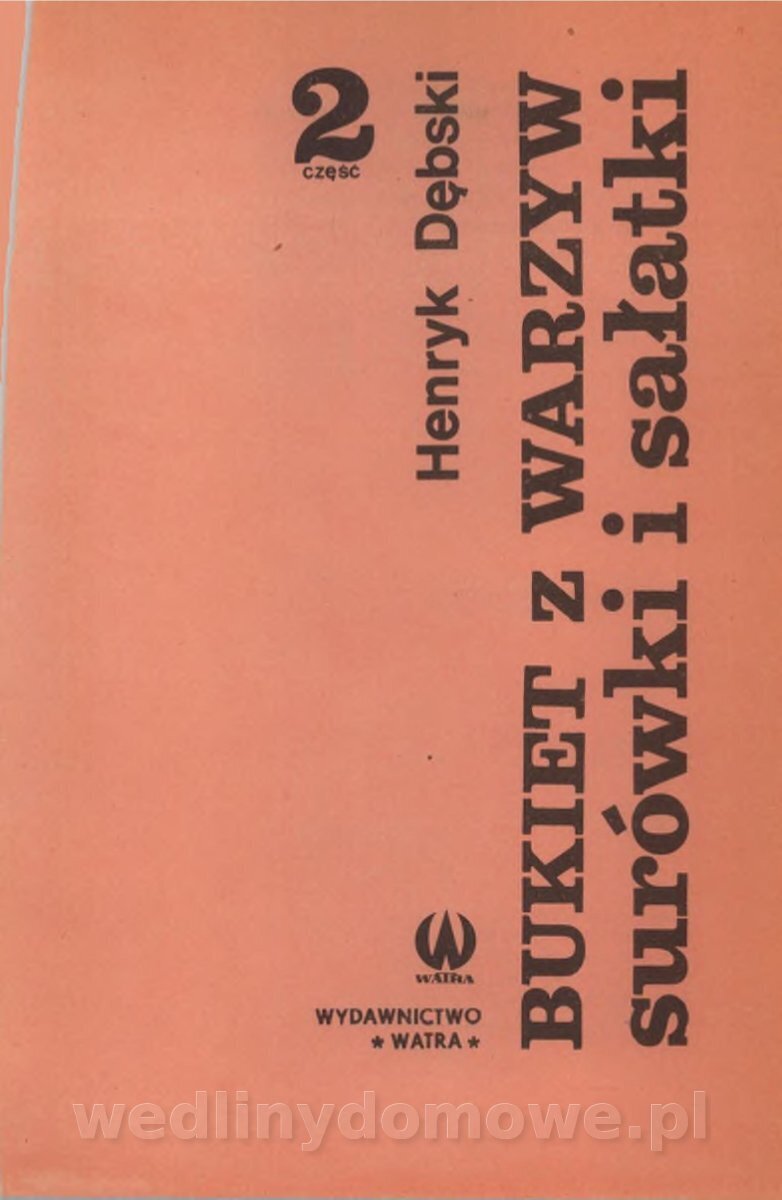 2
część
Henryk Dębski
BUKIET z WARZYW
surówki i sałatki
WATRA
WYDAWNICTWO
* WATRA *
wedlinydomowe.pl